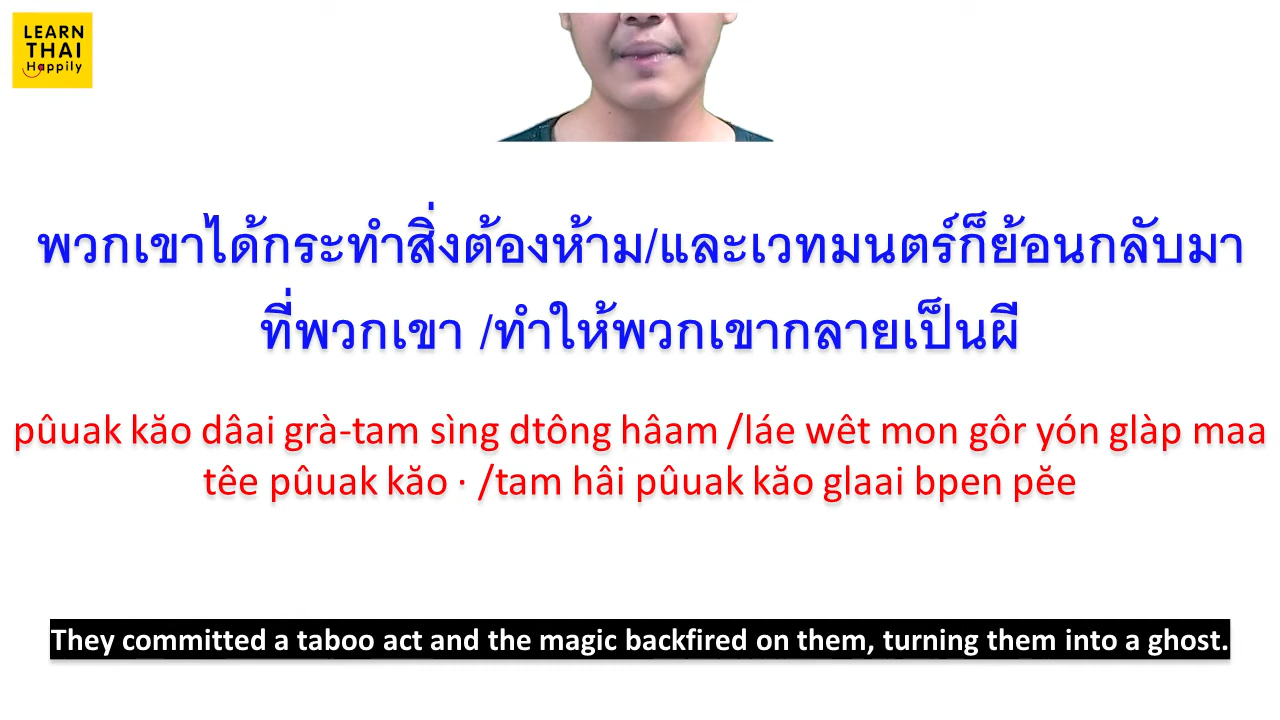 LEARN
THAI
Happily
พวกเขาได้กระทำสิ่งต้องห้าม/และเวทมนตร์ก็ย้อนกลับมา
ที่พวกเขา /ทำให้พวกเขากลายเป็นผี
pûuak kăo dâai grà-tam sìng dtông hâam /láe wêt mon gôr yón glàp maa
têe pûuak kăo · /tam hâi pûuak kăo glaai bpen pĕe
They committed a taboo act and the magic backfired on them, turning them into a ghost.